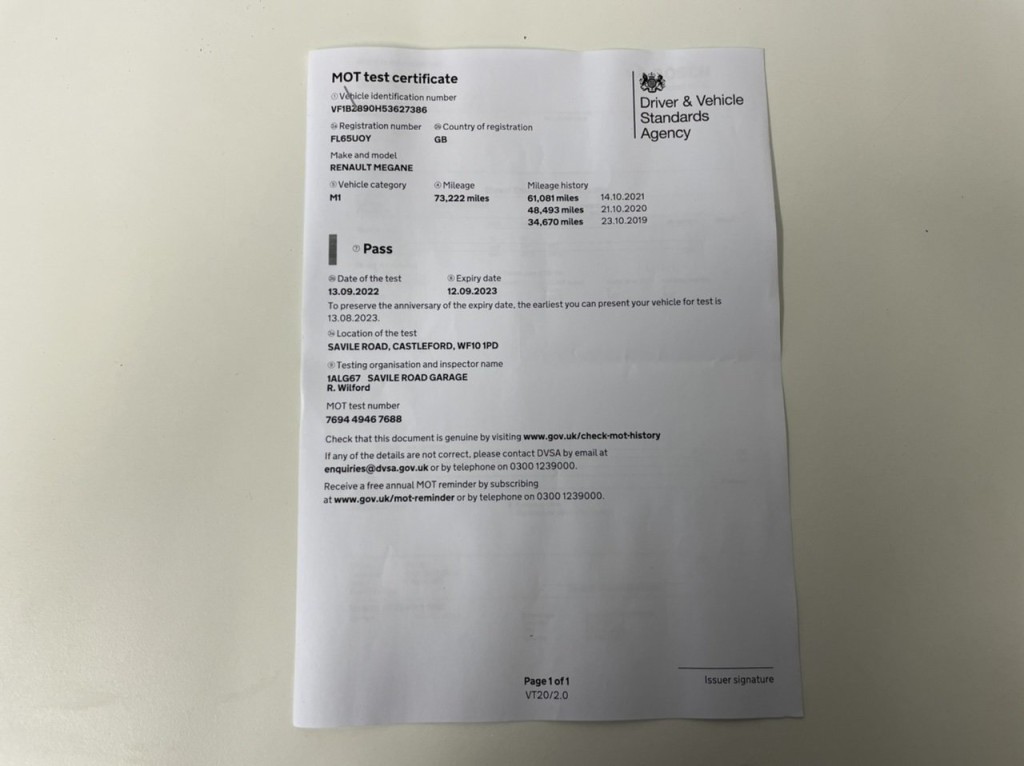 MOT test certificate
Vehicle identification number
VF1BZ890H53627386
Registration number Country of registration
FL65UOY GB
Make and model
RENAULT MEGANE
Vehicle category Mileage Mileage history
M1 73,222 miles 61,081 miles 14.10.2021
48,493 miles 21.10.2020
34,670 miles 23.10.2019
Driver & Vehicle
Standards
Agency
Pass
Date of the test Expiry date
13.09.2022 12.09.2023
To preserve the anniversary of the expiry date, the earliest you can present your vehicle for test is
13.08.2023.
Location of the test
SAVILE ROAD, CASTLEFORD, WF10 1PD
Testing organisation and inspector name
1ALG67 SAVILE ROAD GARAGE
R. Wilford
MOT test number
7694 4946 7688
Check that this document is genuine by visiting www.gov.uk/check-mot-history
If any of the details are not correct, please contact DVSA by email at
enquiries@dvsa.gov.uk or by telephone on 0300 1239000.
Receive a free annual MOT reminder by subscribing
at www.gov.uk/mot-reminder or by telephone on 0300 1239000.
Page 1 of 1
VT20/2.0
Issuer signature